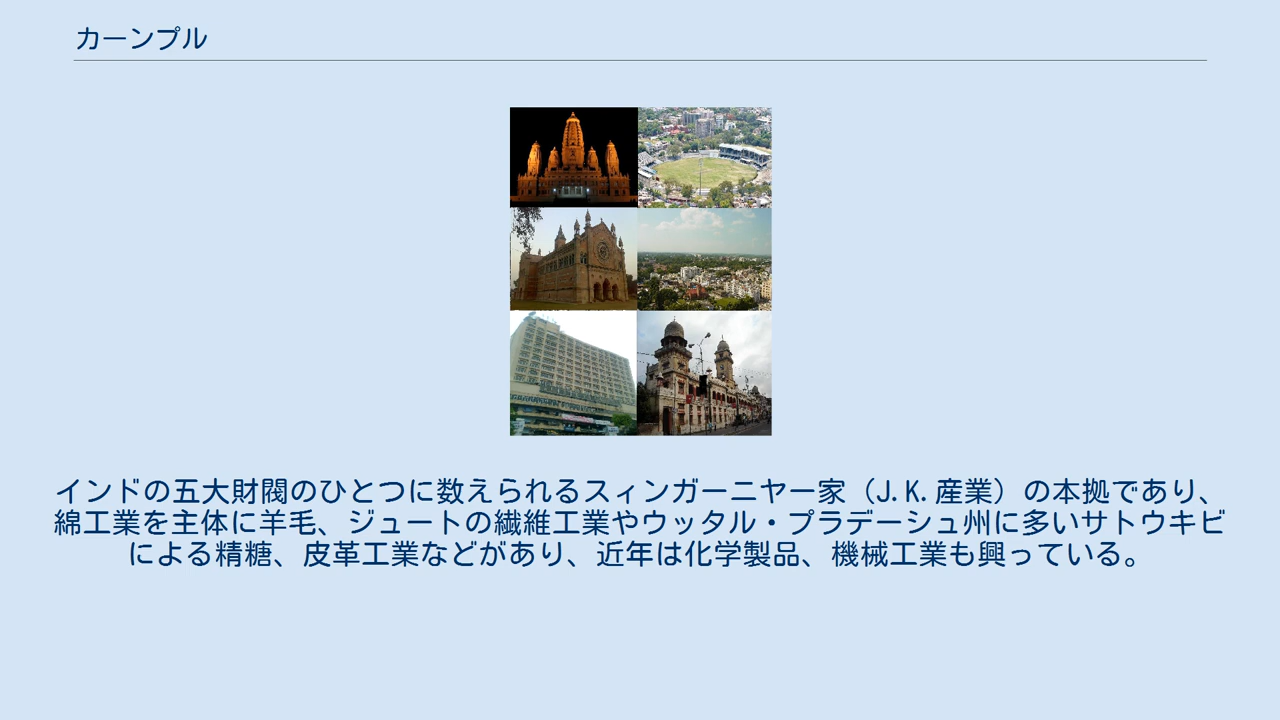 カーンプル
インドの五大財閥のひとつに数えられるスィンガーニヤー家（J.K.産業）の本拠であり、
綿工業を主体に羊毛、ジュートの繊維工業やウッタル・プラデーシュ州に多いサトウキビ
による精糖、皮革工業などがあり、近年は化学製品、機械工業も興っている。